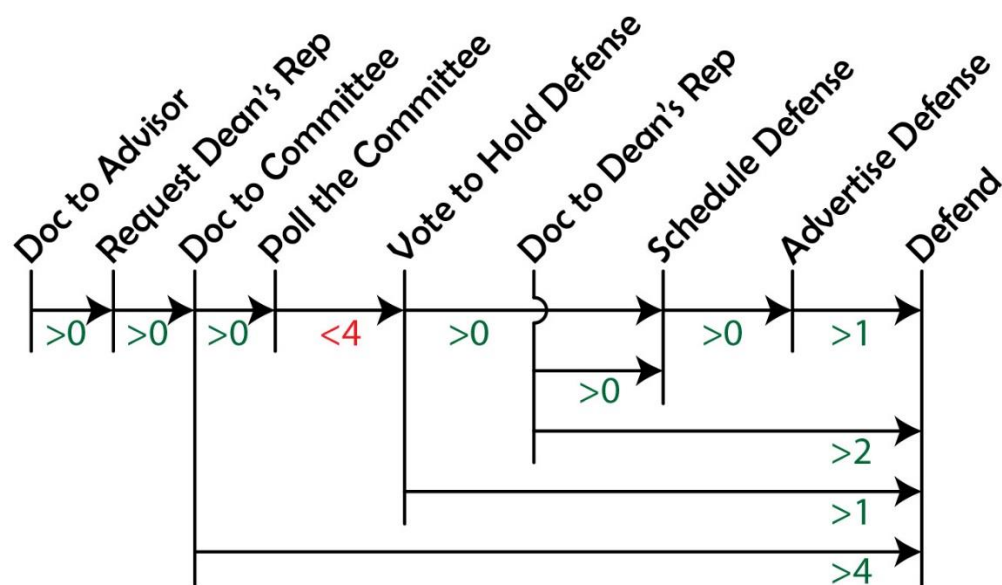 Doc to Advisor
Request Dean's Rep
Doc to Committee
Poll the Committee
Vote to Hold Defense
Doc to Dean's Rep
Schedule Defense
Advertise Defense
Defend
>0
>0
>0
<4
>0
>0
>1
>0
>2
>1
>4